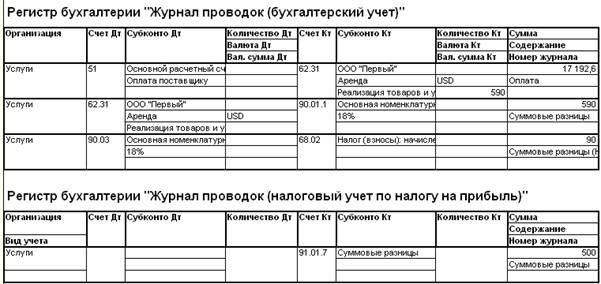 Регистр бухгалтерии "Журнал проводок (бухгалтерский учет)"
Организация Счет Дт Субконто Дт Количество Дт Счет Кт Субконто Кт Количество Кт Сумма
Валюта Дт Валюта Кт Содержание
Вал. сумма Дт Вал. сумма Кт Номер журнала
Услуги 51 Основной расчетный сч 62.31 ООО "Первый" 17 192,6
Оплата поставщику Аренда USD Оплата
Реализация товаров и у 590
Услуги 62.31 ООО "Первый" 90.01.1 Основная номенклатур 590
Аренда USD 18% Суммовые разницы
Реализация товаров и у
Услуги 90.03 Основная номенклатур 68.02 Налог (взносы): начисле 90
18% Суммовые разницы (Н
Регистр бухгалтерии "Журнал проводок (налоговый учет по налогу на прибыль)"
Организация Счет Дт Субконто Дт Количество Дт Счет Кт Субконто Кт Количество Кт Сумма
Содержание
Вид учета Номер журнала
Услуги 91.01.7 Суммовые разницы 500
Суммовые разницы